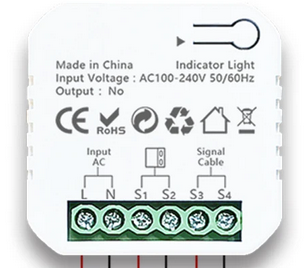 Made in China Indicator Light
Input Voltage : AC100-240V 50/60Hz
Output : No
CE RoHS
Input AC
Signal Cable
L N S1 S2 S3 S4